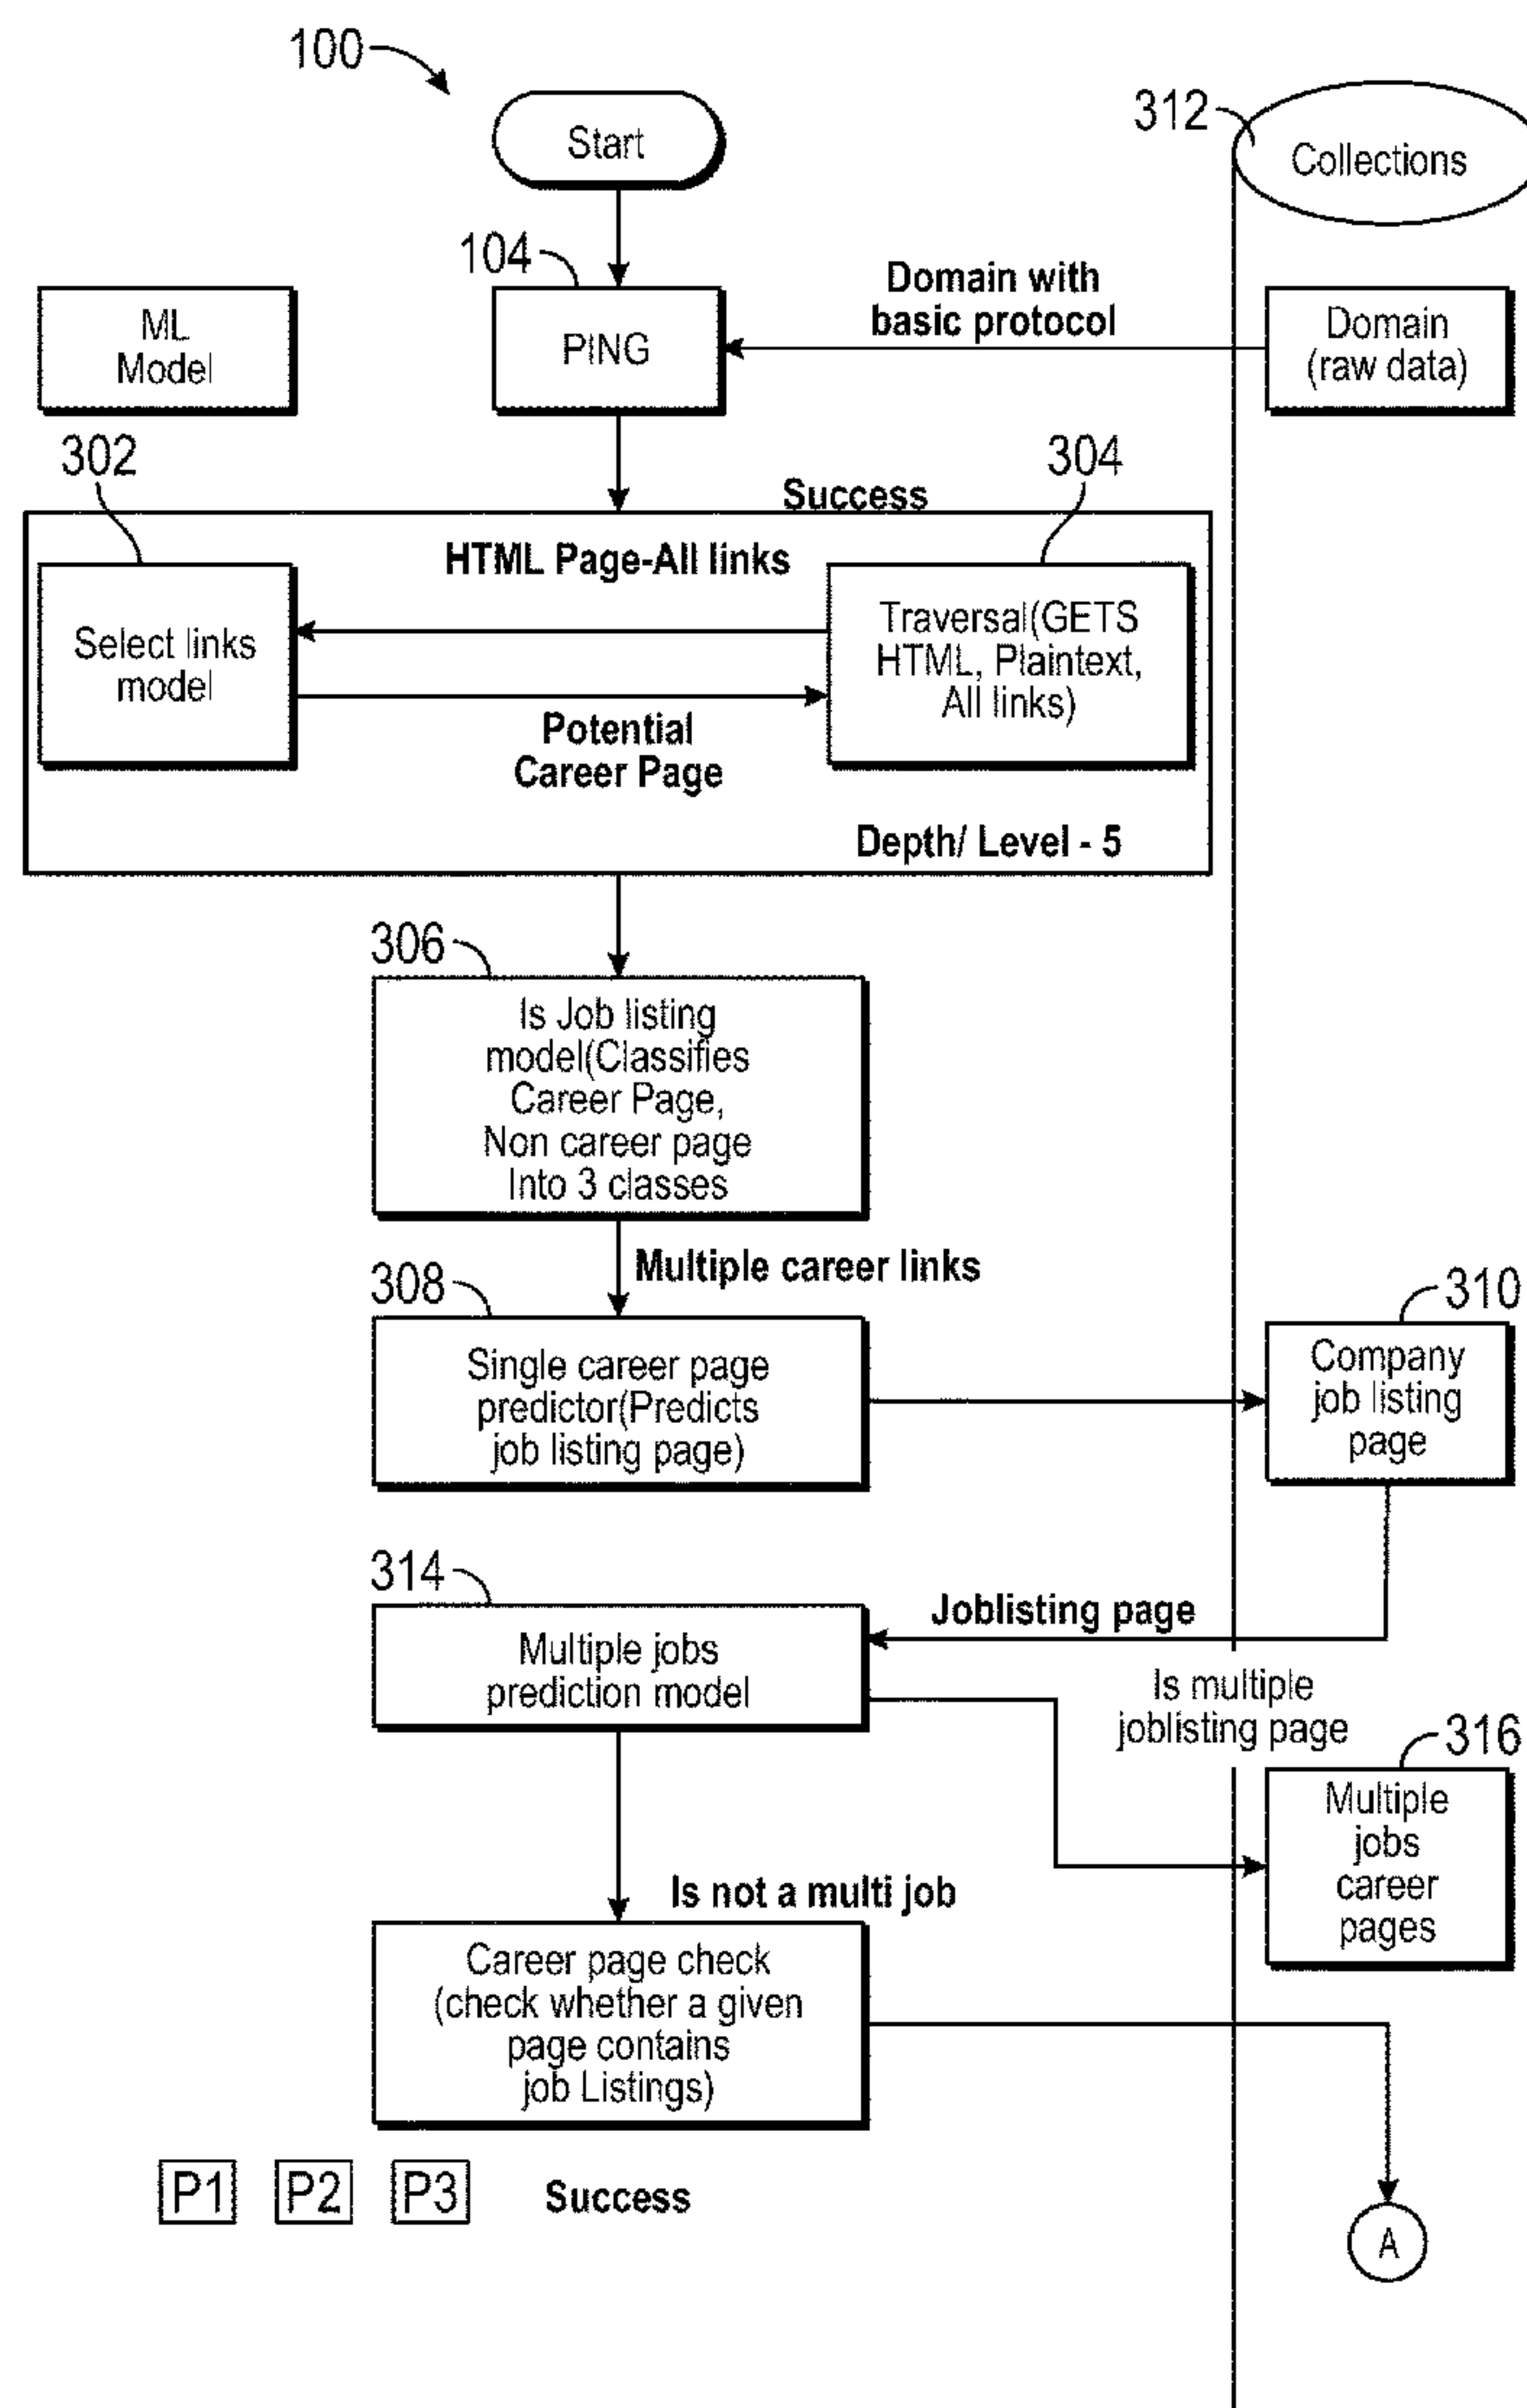 100
Start
312
Collections
104
PING
Domain with
basic protocol
Domain
(raw data)
ML
Model
302
304
Success
HTML Page-All links
Select links
model
Traversal(GETS
HTML, Plaintext,
All links)
Potential
Career Page
Depth/ Level - 5
306
Is Job listing
model(Classifies
Career Page,
Non career page
Into 3 classes
Multiple career links
308
Single career page
predictor(Predicts
job listing page)
310
Company
job listing
page
314
Joblisting page
Multiple jobs
prediction model
Is multiple
joblisting page
316
Multiple
jobs
career
pages
Is not a multi job
Career page check
(check whether a given
page contains
job Listings)
P1 P2 P3 Success
A